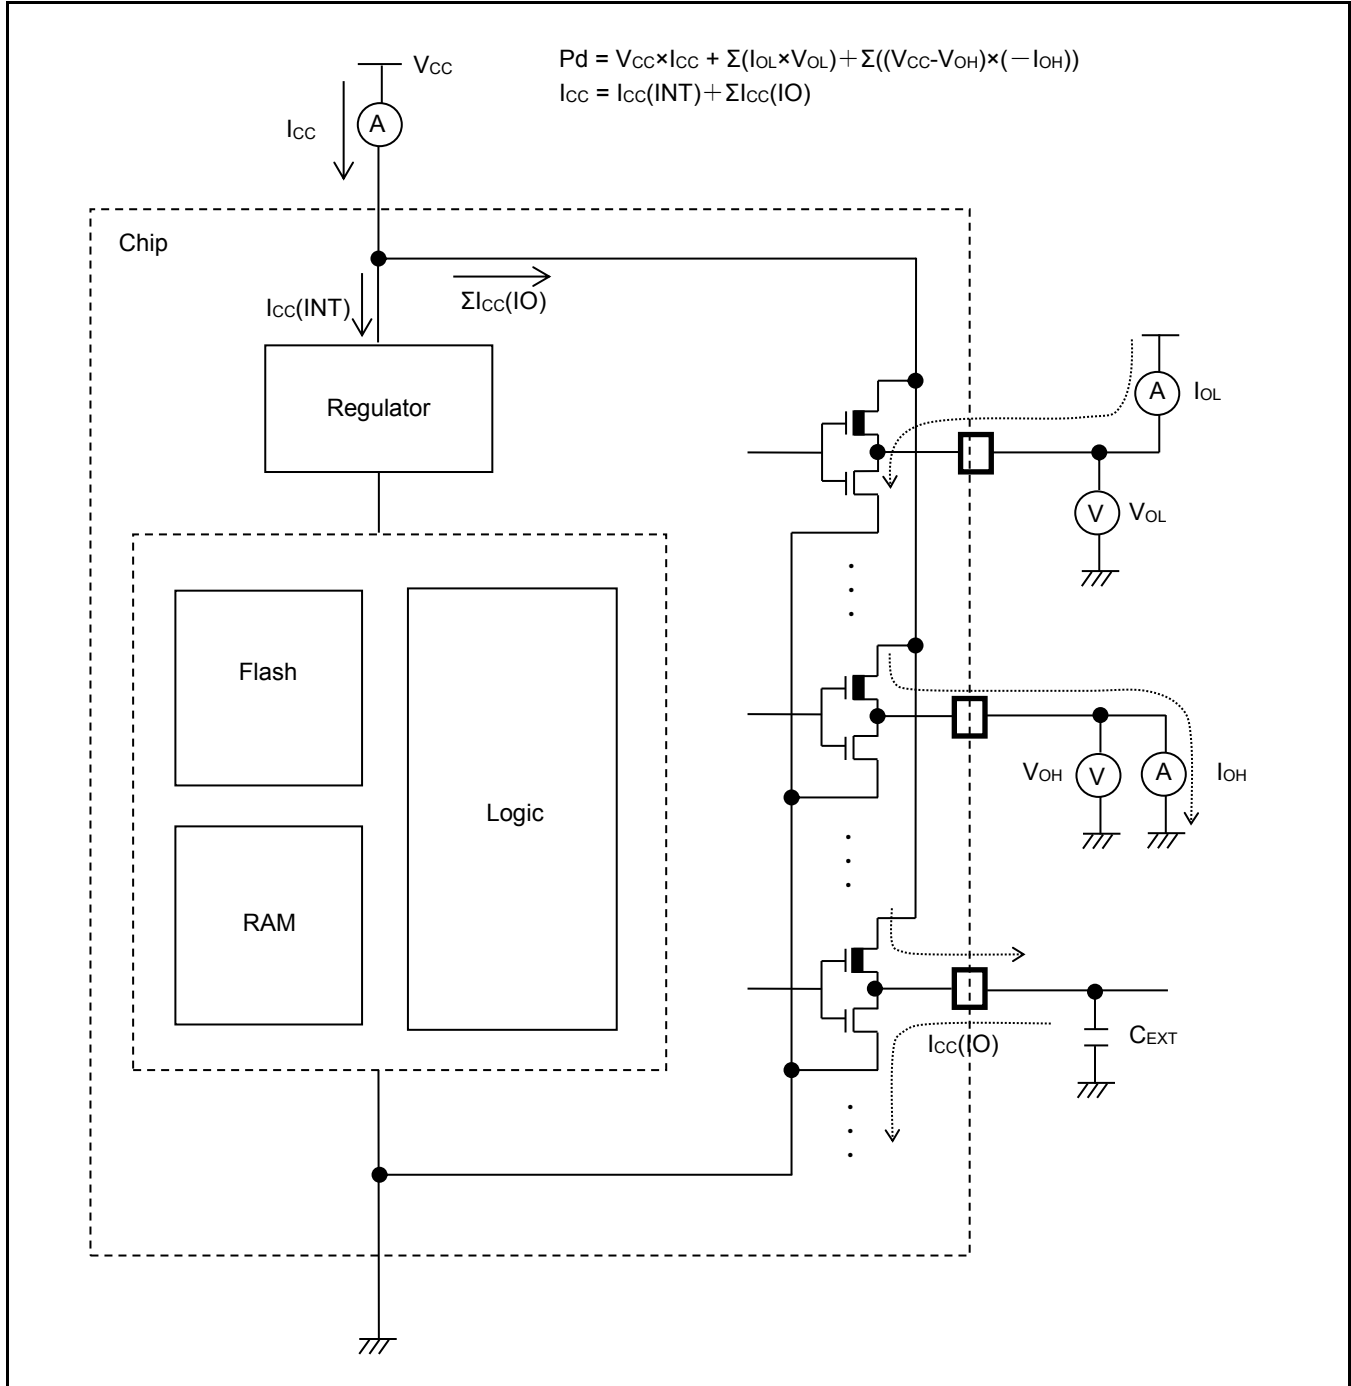 Pd = VCC×ICC + Σ(IOL×VOL)+Σ((VCC-VOH)×(-IOH))
ICC = ICC(INT)+ΣICC(IO)
VCC
A
ICC
Chip
ICC(INT)
ΣICC(IO)
Regulator
A
IOL
V
VOL
Flash
Logic
RAM
VOH
V
A
IOH
ICC(IO)
CEXT